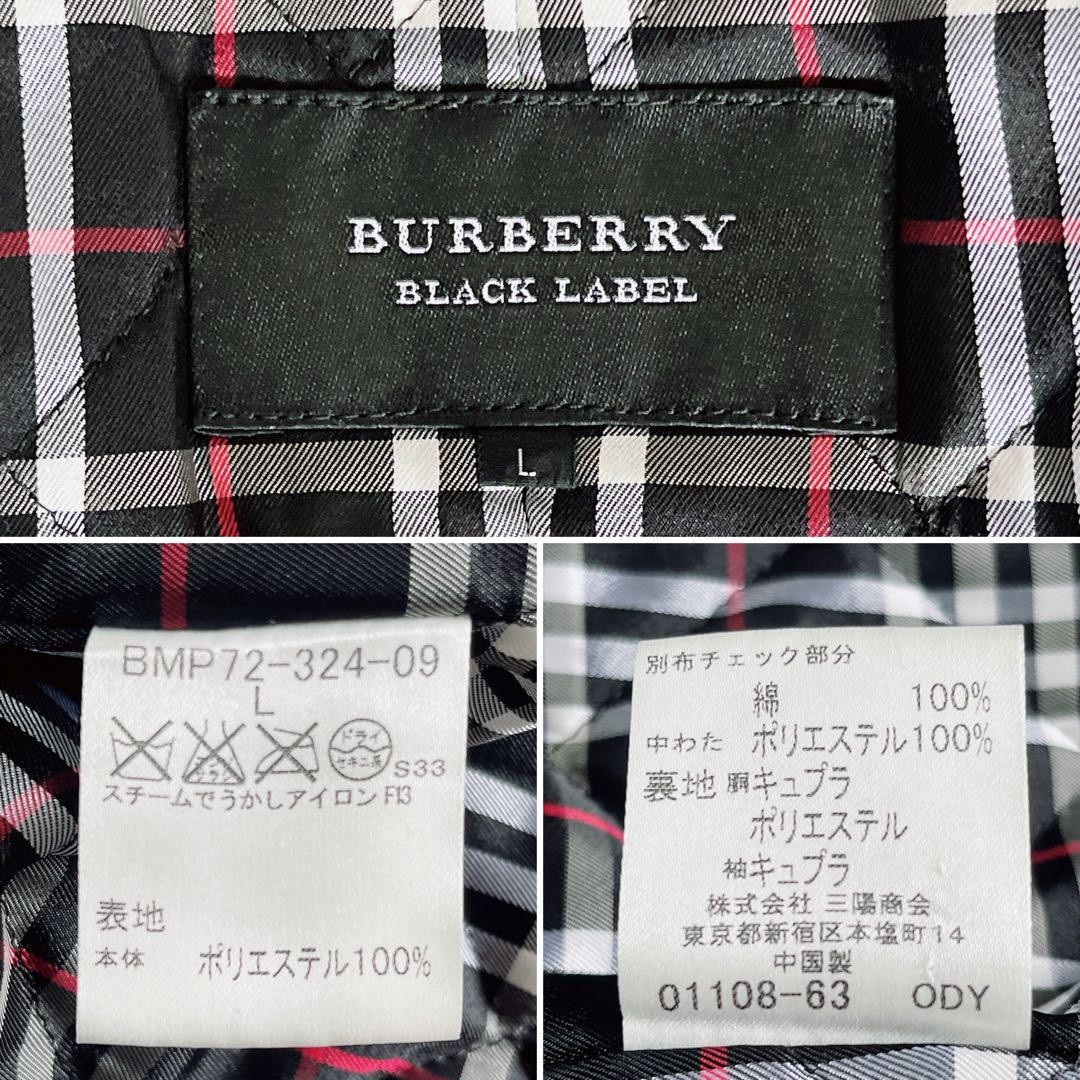 BURBERRY
BLACK LABEL
L
BMP72-324-09
L
ドライ
セキユ系
S33
スチームでうかしアイロン F13
表地
本体 ポリエステル100%
別布チェック部分
綿 100%
中わた ポリエステル100%
裏地 胴キュプラ
ポリエステル
袖キュプラ
株式会社 三陽商会
東京都新宿区本塩町14
中国製
01108-63 ODY